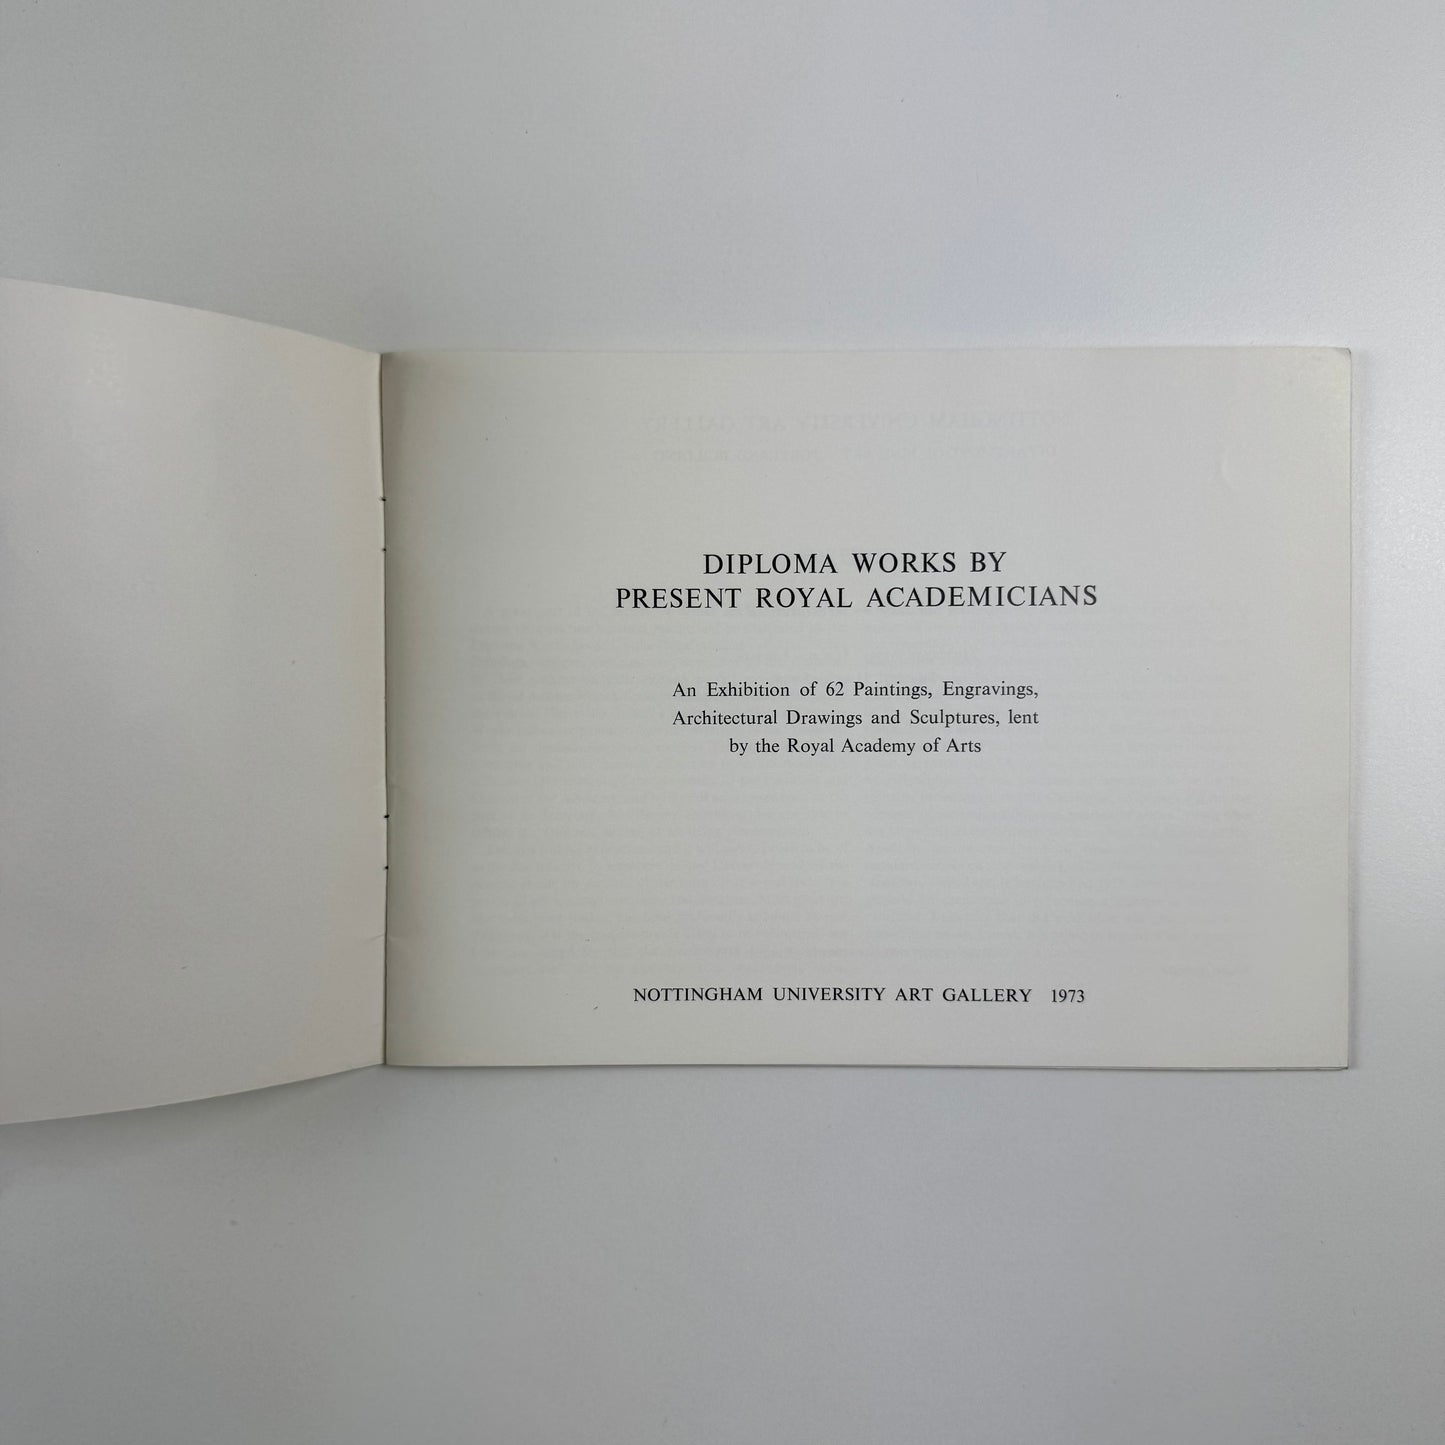 DIPLOMA WORKS BY
PRESENT ROYAL ACADEMICIANS
An Exhibition of 62 Paintings, Engravings,
Architectural Drawings and Sculptures, lent
by the Royal Academy of Arts
NOTTINGHAM UNIVERSITY ART GALLERY 1973